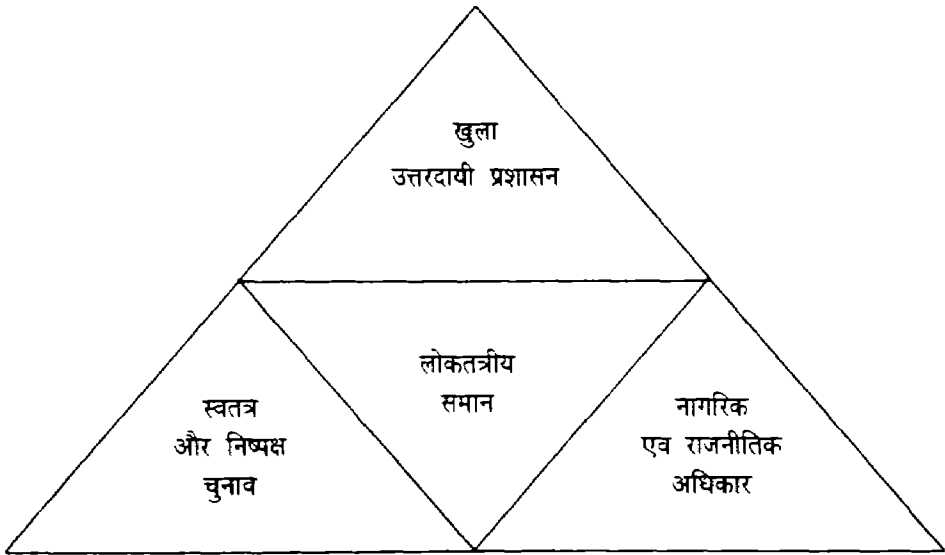 खुला
उत्तरदायी प्रशासन
लोकतत्रीय
समान
स्वतत्र
और निष्पक्ष
चुनाव
नागरिक
एव राजनीतिक
अधिकार